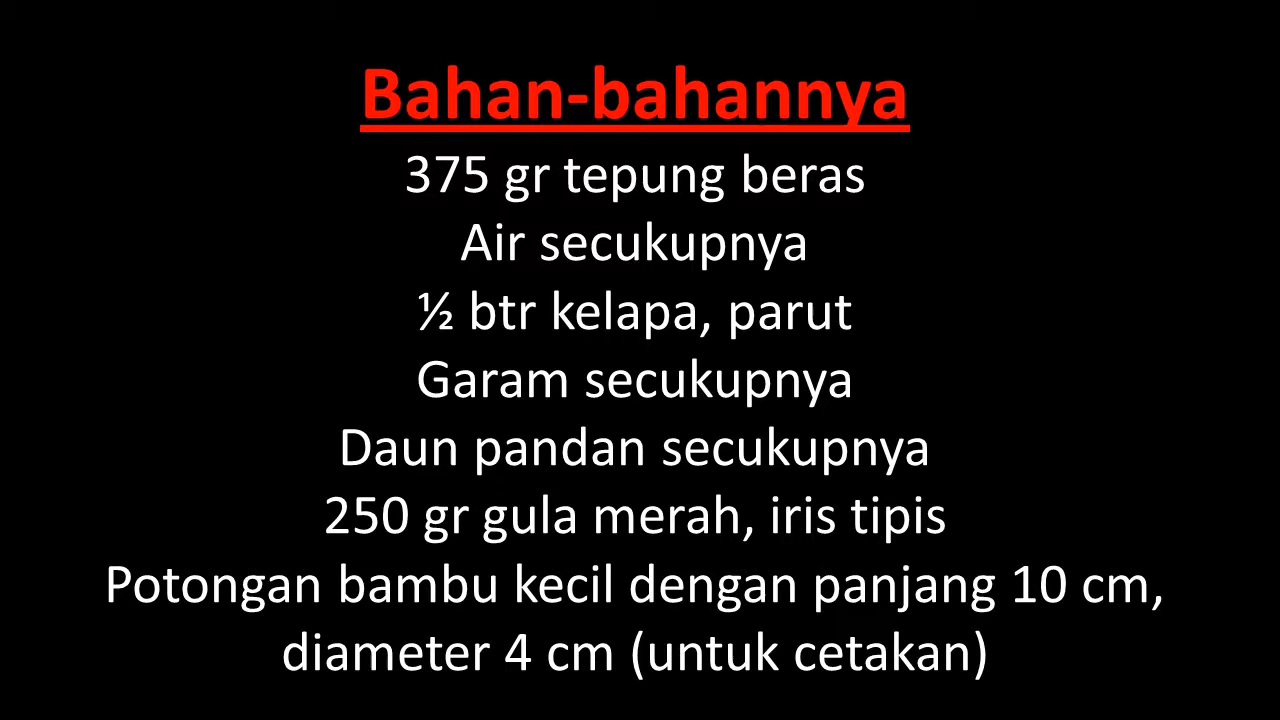 Bahan-bahannya
375 gr tepung beras
Air secukupnya
½ btr kelapa, parut
Garam secukupnya
Daun pandan secukupnya
250 gr gula merah, iris tipis
Potongan bambu kecil dengan panjang 10 cm,
diameter 4 cm (untuk cetakan)